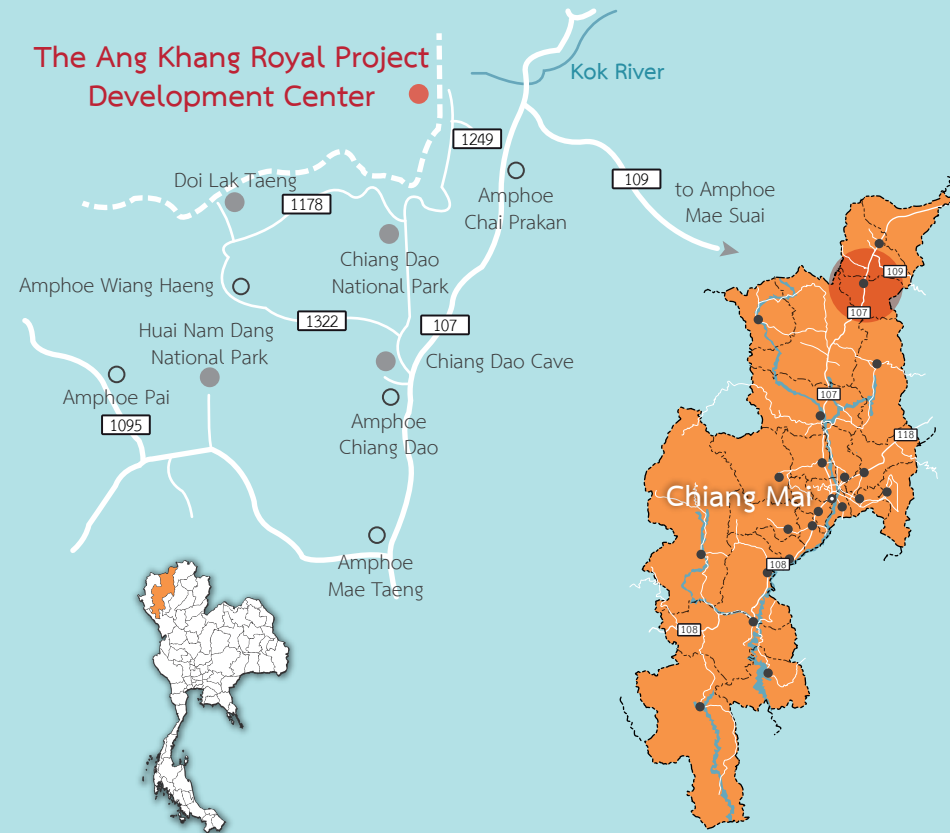 The Ang Khang Royal Project
Development Center
Kok River
1249
Doi Lak Taeng
1178
Amphoe
Chai Prakan
109
to Amphoe
Mae Suai
Chiang Dao
National Park
Amphoe Wiang Haeng
1322
107
Huai Nam Dang
National Park
Chiang Dao Cave
Amphoe Pai
1095
Amphoe
Chiang Dao
Amphoe
Mae Taeng
109
107
107
118
Chiang Mai
108
108